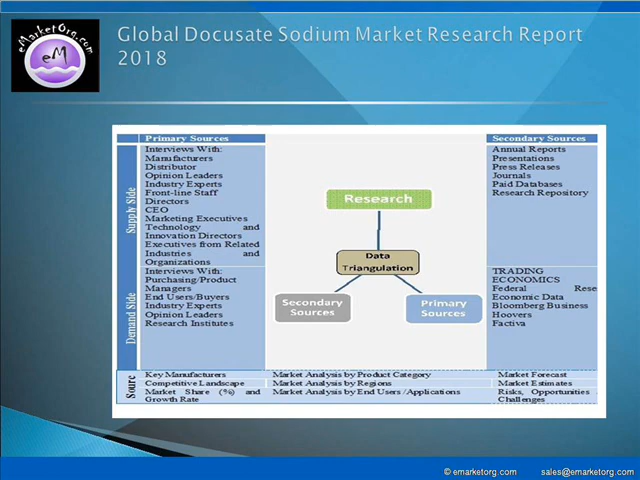 eMarketOrg.com
eM
Global Docusate Sodium Market Research Report
2018
Primary Sources
Secondary Sources
Supply Side
Interviews With:
Manufacturers
Distributor
Opinion Leaders
Industry Experts
Front-line Staff
Directors
CEO
Marketing Executives
Technology and
Innovation Directors
Executives from Related
Industries and
Organizations
Annual Reports
Presentations
Press Releases
Journals
Paid Databases
Research Repository
Research
Data
Triangulation
Secondary
Sources
Primary
Sources
Demand Side
Interviews With:
Purchasing/Product
Managers
End Users/Buyers
Industry Experts
Opinion Leaders
Research Institutes
TRADING
ECONOMICS
Federal Rese
Economic Data
Bloomberg Business
Hoovers
Factiva
Sourc
Key Manufacturers
Competitive Landscape
Market Share (%) and
Growth Rate
Market Analysis by Product Category
Market Analysis by Regions
Market Analysis by End Users /Applications
Market Forecast
Market Estimates
Risks, Opportunities
Challenges
© emarketorg.com sales@emarketorg.com